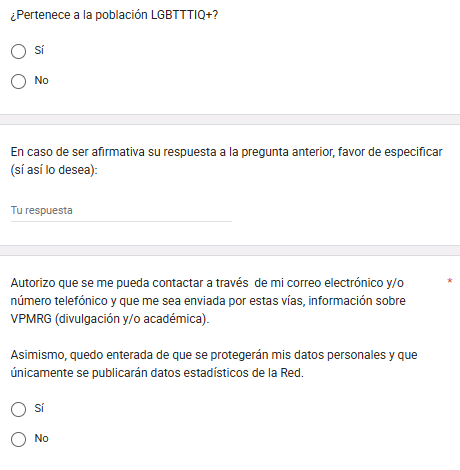 ¿Pertenece a la población LGBTTTIQ+?
Sí
No
En caso de ser afirmativa su respuesta a la pregunta anterior, favor de especificar
(sí así lo desea):
Tu respuesta
Autorizo que se me pueda contactar a través de mi correo electrónico y/o *
número telefónico y que me sea enviada por estas vías, información sobre
VPMRG (divulgación y/o académica).
Asimismo, quedo enterada de que se protegerán mis datos personales y que
únicamente se publicarán datos estadísticos de la Red.
Sí
No